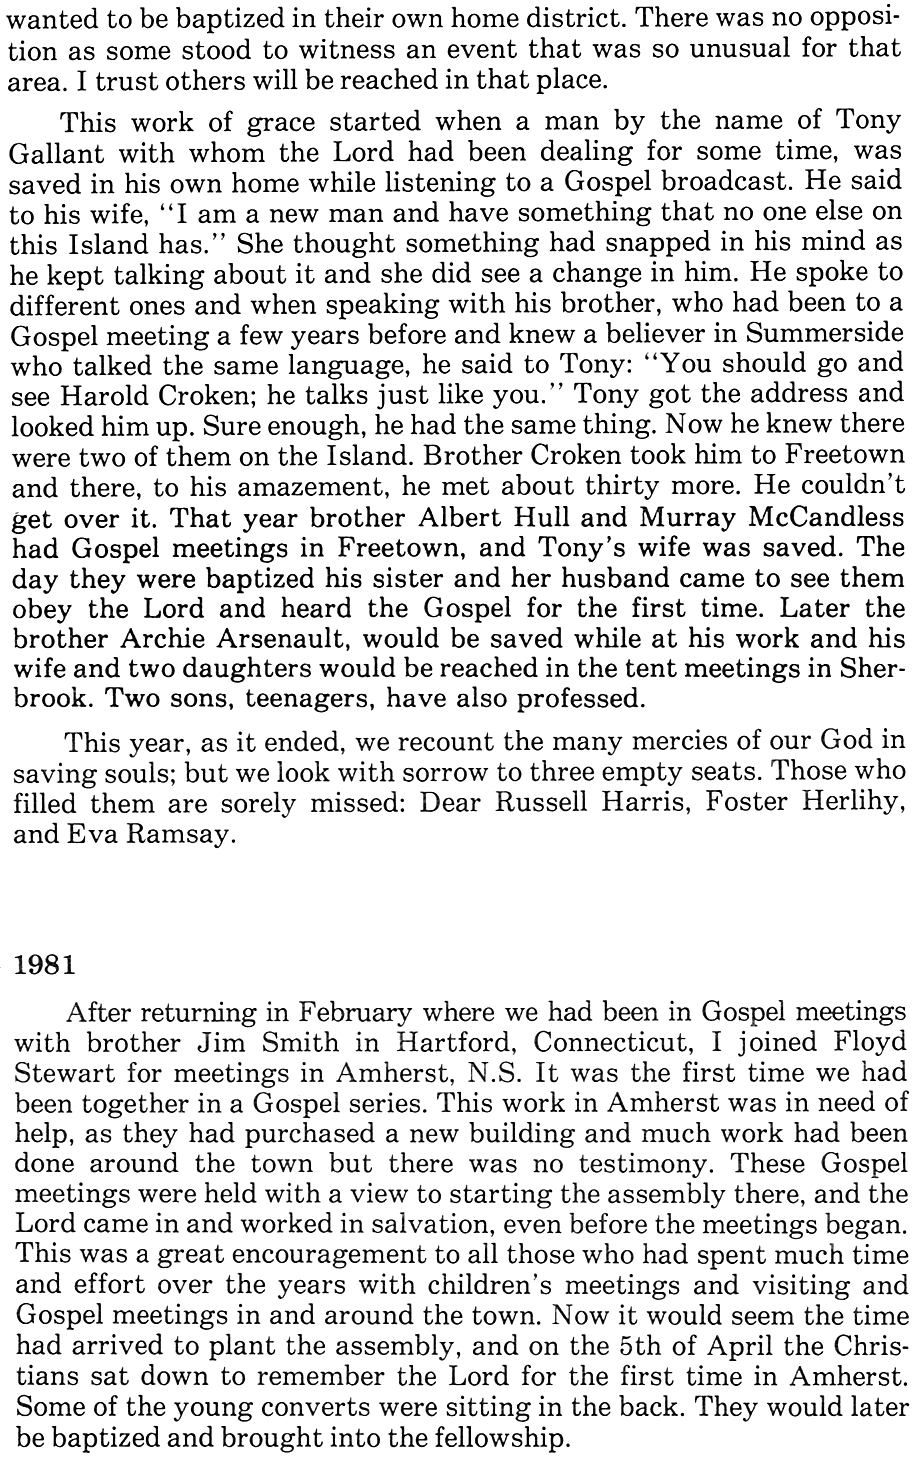 wanted to be baptized in their own home district. There was no opposi-
tion as some stood to witness an event that was so unusual for that
area. I trust others will be reached in that place.
This work of grace started when a man by the name of Tony
Gallant with whom the Lord had been dealing for some time, was
saved in his own home while listening to a Gospel broadcast. He said
to his wife, ‘‘I am a new man and have something that no one else on
this Island has.’’ She thought something had snapped in his mind as
he kept talking about it and she did see a change in him. He spoke to
different ones and when speaking with his brother, who had been to a
Gospel meeting a few years before and knew a believer in Summerside
who talked the same language, he said to Tony: ‘‘You should go and
see Harold Croken; he talks just like you.’’ Tony got the address and
looked him up. Sure enough, he had the same thing. Now he knew there
were two of them on the Island. Brother Croken took him to Freetown
and there, to his amazement, he met about thirty more. He couldn’t
get over it. That year brother Albert Hull and Murray McCandless
had Gospel meetings in Freetown, and Tony’s wife was saved. The
day they were baptized his sister and her husband came to see them
obey the Lord and heard the Gospel for the first time. Later the
brother Archie Arsenault, would be saved while at his work and his
wife and two daughters would be reached in the tent meetings in Sher-
brook. Two sons, teenagers, have also professed.
This year, as it ended, we recount the many mercies of our God in
saving souls; but we look with sorrow to three empty seats. Those who
filled them are sorely missed: Dear Russell Harris, Foster Herlihy,
and Eva Ramsay.
1981
After returning in February where we had been in Gospel meetings
with brother Jim Smith in Hartford, Connecticut, I joined Floyd
Stewart for meetings in Amherst, N.S. It was the first time we had
been together in a Gospel series. This work in Amherst was in need of
help, as they had purchased a new building and much work had been
done around the town but there was no testimony. These Gospel
meetings were held with a view to starting the assembly there, and the
Lord came in and worked in salvation, even before the meetings began.
This was a great encouragement to all those who had spent much time
and effort over the years with children’s meetings and visiting and
Gospel meetings in and around the town. Now it would seem the time
had arrived to plant the assembly, and on the 5th of April the Chris-
tians sat down to remember the Lord for the first time in Amherst.
Some of the young converts were sitting in the back. They would later
be baptized and brought into the fellowship.